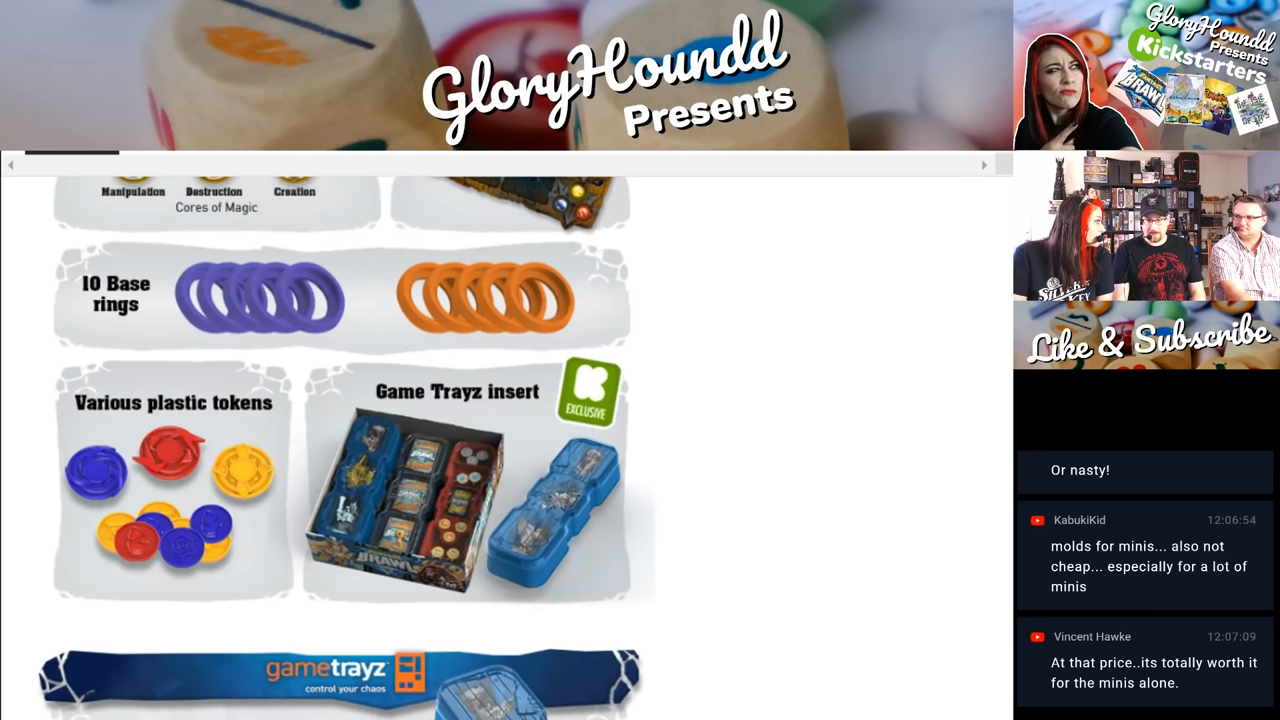 GloryHoundd
Presents
GloryHoundd
Presents
Kickstarters
BRAWL
Manipulation
Destruction
Creation
Cores of Magic
10 Base
rings
Various plastic tokens
Game Trayz insert
EXCLUSIVE
BRAWL
gametrayz
control your chaos
Like & Subscribe
Or nasty!
KabukiKid
12:06:54
molds for minis... also not
cheap... especially for a lot of
minis
Vincent Hawke
12:07:09
At that price..its totally worth it
for the minis alone.